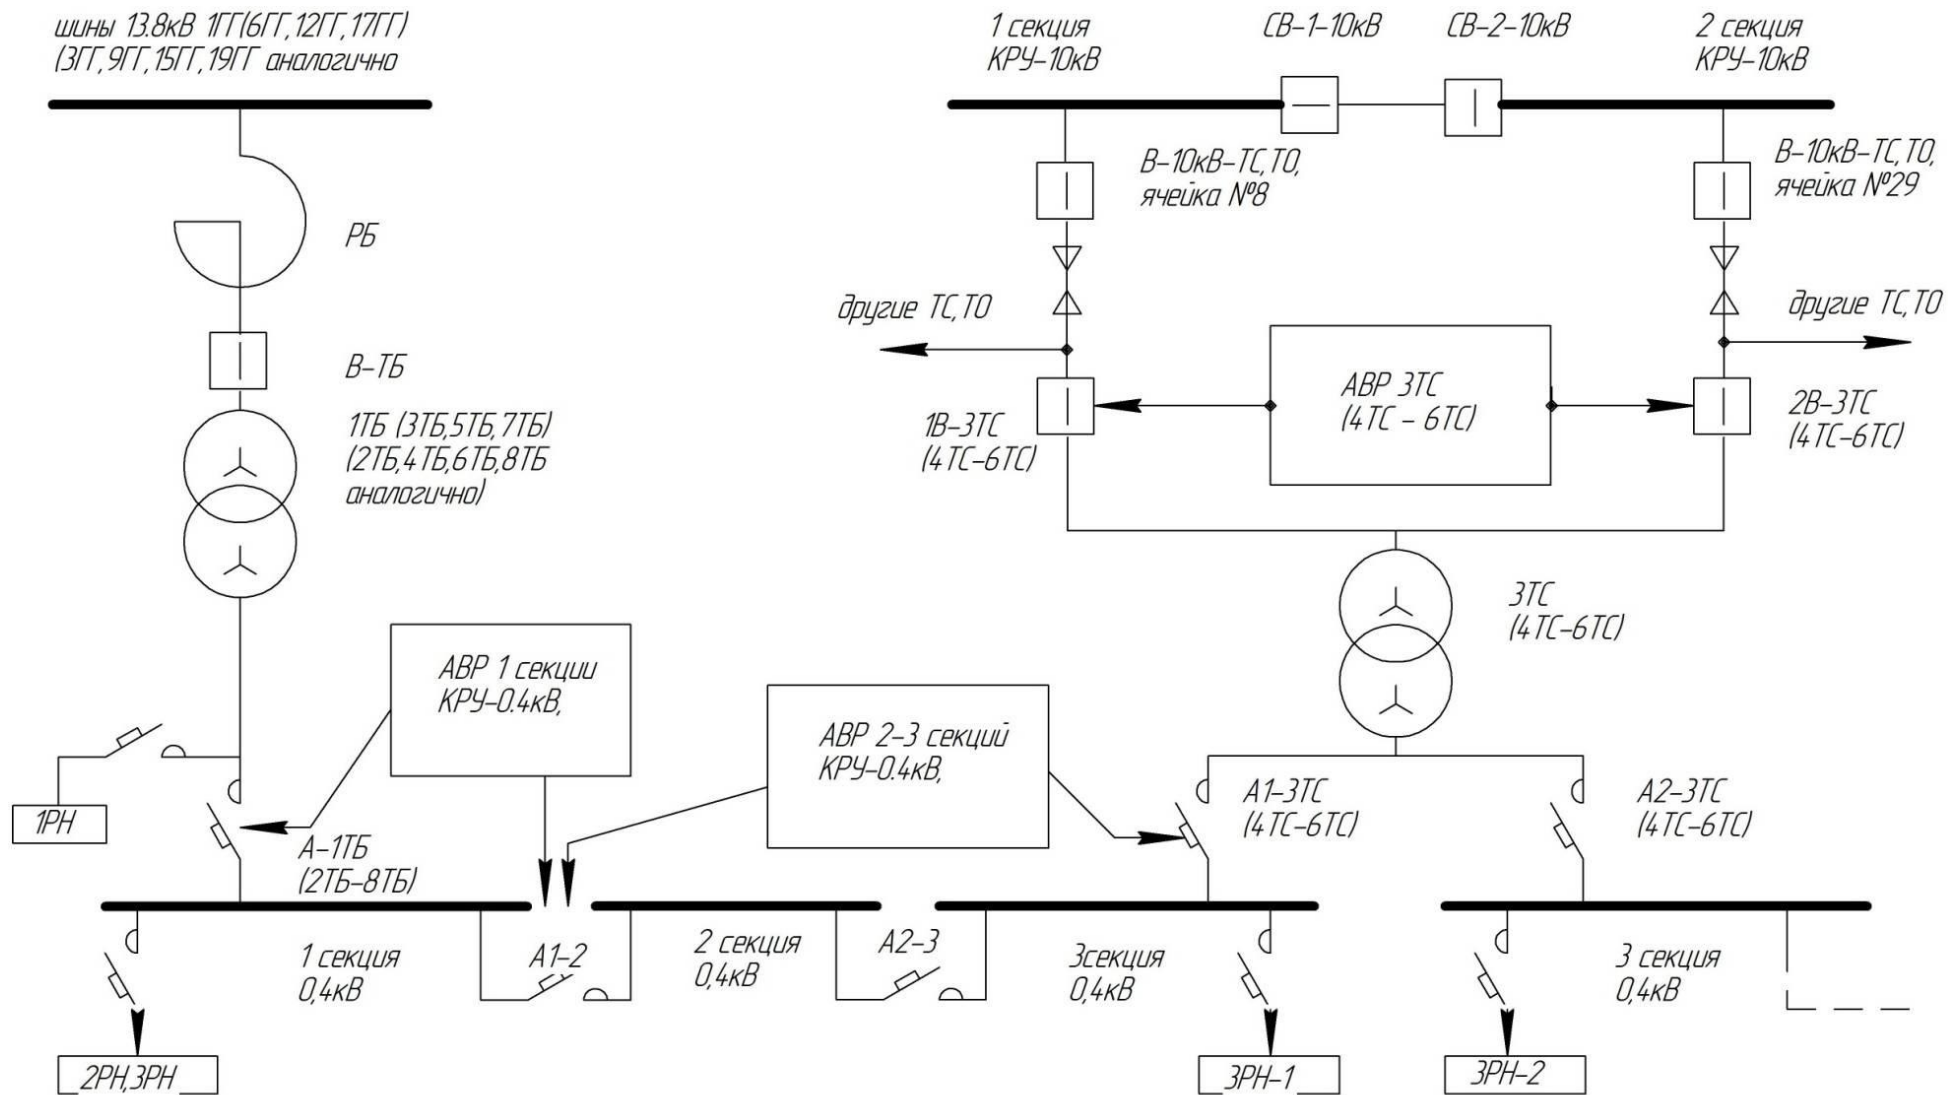 шины 13.8кВ 1ГГ(6ГГ,12ГГ,17ГГ)
(3ГГ,9ГГ,15ГГ,19ГГ аналогично
1 секция
КРУ-10кВ
СВ-1-10кВ
СВ-2-10кВ
2 секция
КРУ-10кВ
В-10кВ-ТС,ТО,
ячейка №8
В-10кВ-ТС,ТО,
ячейка №29
РБ
другие ТС,ТО
другие ТС,ТО
В-ТБ
АВР 3ТС
(4ТС - 6ТС)
1ТБ (3ТБ,5ТБ,7ТБ)
(2ТБ,4ТБ,6ТБ,8ТБ
аналогично)
1В-3ТС
(4ТС-6ТС)
2В-3ТС
(4ТС-6ТС)
3ТС
(4ТС-6ТС)
АВР 1 секции
КРУ-0.4кВ,
АВР 2-3 секций
КРУ-0.4кВ,
А1-3ТС
(4ТС-6ТС)
А2-3ТС
(4ТС-6ТС)
1РН
А-1ТБ
(2ТБ-8ТБ)
1 секция
0,4кВ
А1-2
2 секция
0,4кВ
А2-3
3секция
0,4кВ
3 секция
0,4кВ
2РН,3РН
3РН-1
3РН-2